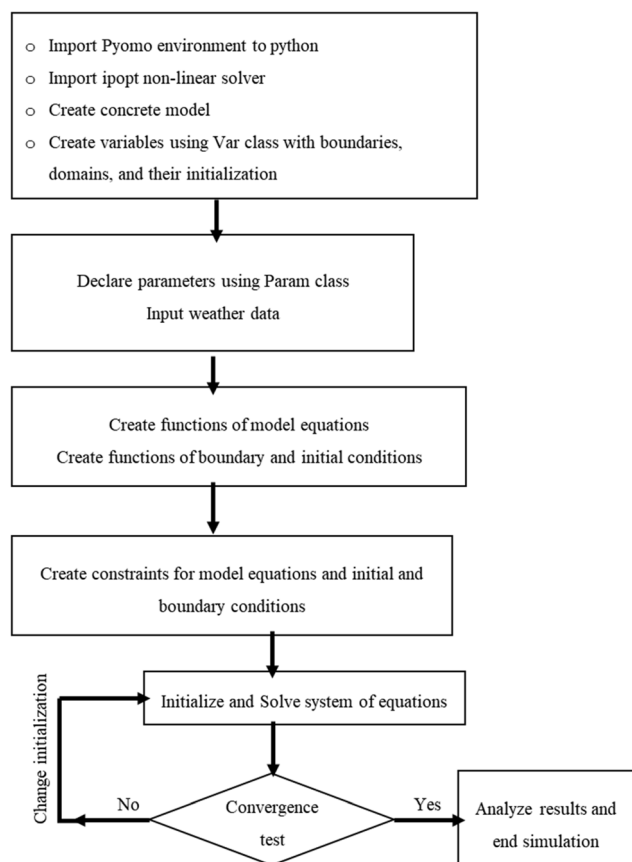 o Import Pyomo environment to python
o Import ipopt non-linear solver
o Create concrete model
o Create variables using Var class with boundaries,
domains, and their initialization
Declare parameters using Param class
Input weather data
Create functions of model equations
Create functions of boundary and initial conditions
Create constraints for model equations and initial and
boundary conditions
Initialize and Solve system of equations
Change initialization
No
Convergence
test
Yes
Analyze results and
end simulation